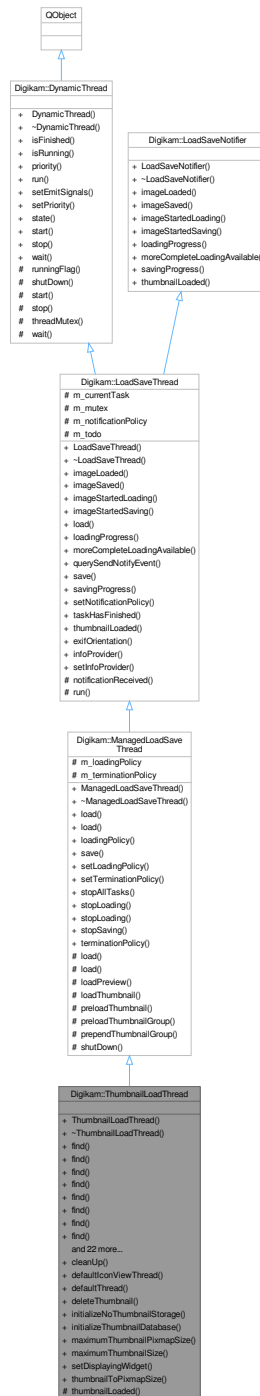 QObject
Digikam::DynamicThread
+ DynamicThread()
+ ~DynamicThread()
+ isFinished()
+ isRunning()
+ priority()
+ run()
+ setEmitSignals()
+ setPriority()
+ state()
+ start()
+ stop()
+ wait()
# runningFlag()
# shutDown()
# start()
# stop()
# threadMutex()
# wait()
Digikam::LoadSaveNotifier
+ LoadSaveNotifier()
+ ~LoadSaveNotifier()
+ imageLoaded()
+ imageSaved()
+ imageStartedLoading()
+ imageStartedSaving()
+ loadingProgress()
+ moreCompleteLoadingAvailable()
+ savingProgress()
+ thumbnailLoaded()
Digikam::LoadSaveThread
# m_currentTask
# m_mutex
# m_notificationPolicy
# m_todo
+ LoadSaveThread()
+ ~LoadSaveThread()
+ imageLoaded()
+ imageSaved()
+ imageStartedLoading()
+ imageStartedSaving()
+ load()
+ loadingProgress()
+ moreCompleteLoadingAvailable()
+ querySendNotifyEvent()
+ save()
+ savingProgress()
+ setNotificationPolicy()
+ taskHasFinished()
+ thumbnailLoaded()
+ exifOrientation()
+ infoProvider()
+ setInfoProvider()
# notificationReceived()
# run()
Digikam::ManagedLoadSave
Thread
# m_loadingPolicy
# m_terminationPolicy
+ ManagedLoadSaveThread()
+ ~ManagedLoadSaveThread()
+ load()
+ load()
+ loadingPolicy()
+ save()
+ setLoadingPolicy()
+ setTerminationPolicy()
+ stopAllTasks()
+ stopLoading()
+ stopLoading()
+ stopSaving()
+ terminationPolicy()
# load()
# load()
# loadPreview()
# loadThumbnail()
# preloadThumbnail()
# preloadThumbnailGroup()
# prependThumbnailGroup()
# shutDown()
Digikam::ThumbnailLoadThread
+ ThumbnailLoadThread()
+ ~ThumbnailLoadThread()
+ find()
+ find()
+ find()
+ find()
+ find()
+ find()
+ find()
+ find()
and 22 more...
+ cleanUp()
+ defaultIconViewThread()
+ defaultThread()
+ deleteThumbnail()
+ initializeNoThumbnailStorage()
+ initializeThumbnailDatabase()
+ maximumThumbnailPixmapSize()
+ maximumThumbnailSize()
+ setDisplayingWidget()
+ thumbnailToPixmapSize()
# thumbnailLoaded()